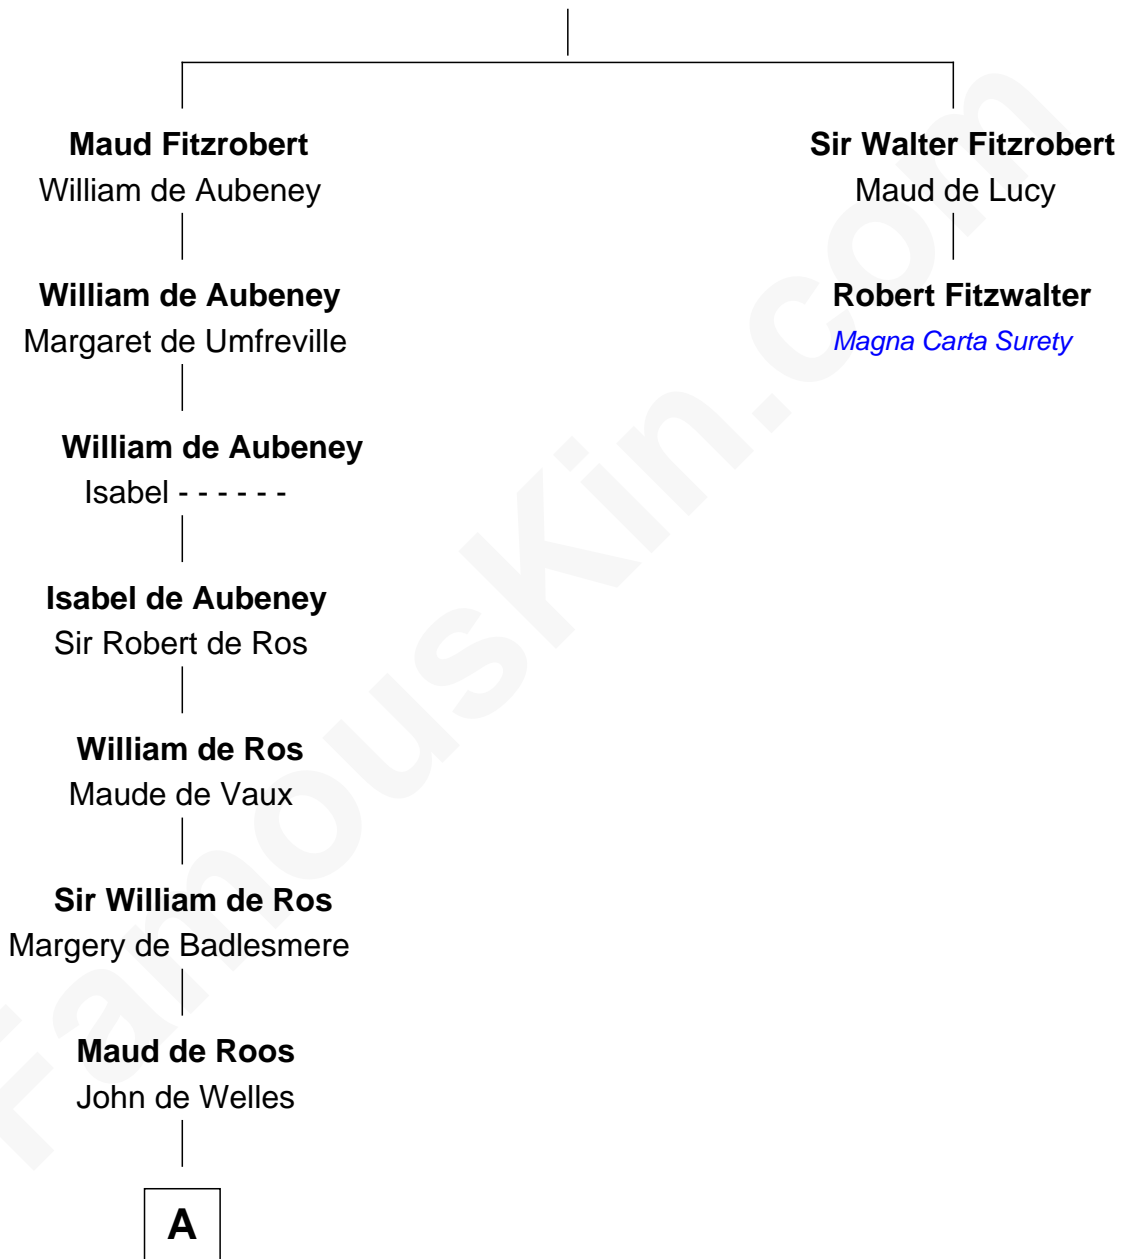 Maud Fitzrobert
William de Aubeney
Sir Walter Fitzrobert
Maud de Lucy
William de Aubeney
Margaret de Umfreville
Robert Fitzwalter
Magna Carta Surety
William de Aubeney
Isabel - - - - - -
Isabel de Aubeney
Sir Robert de Ros
William de Ros
Maude de Vaux
Sir William de Ros
Margery de Badlesmere
Maud de Roos
John de Welles
A
FamousKin.com